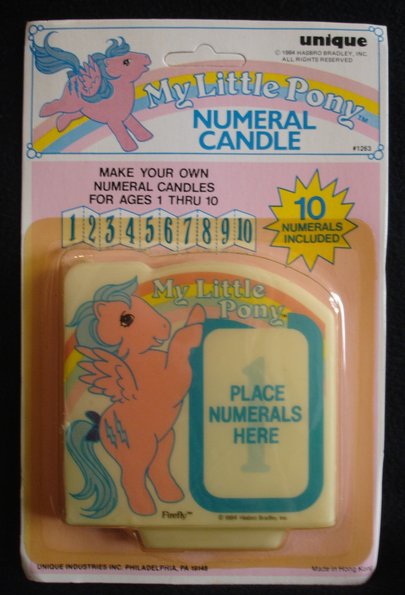 unique
© 1984 HASBRO BRADLEY, INC.
ALL RIGHTS RESERVED
My Little Pony™
NUMERAL
CANDLE
#1263
MAKE YOUR OWN
NUMERAL CANDLES
FOR AGES 1 THRU 10
1 2 3 4 5 6 7 8 9 10
10
NUMERALS
INCLUDED
My Little
Pony
1
PLACE
NUMERALS
HERE
Firefly™
© 1984 Hasbro Bradley, Inc.
UNIQUE INDUSTRIES INC. PHILADELPHIA, PA 19148
Made in Hong Kong